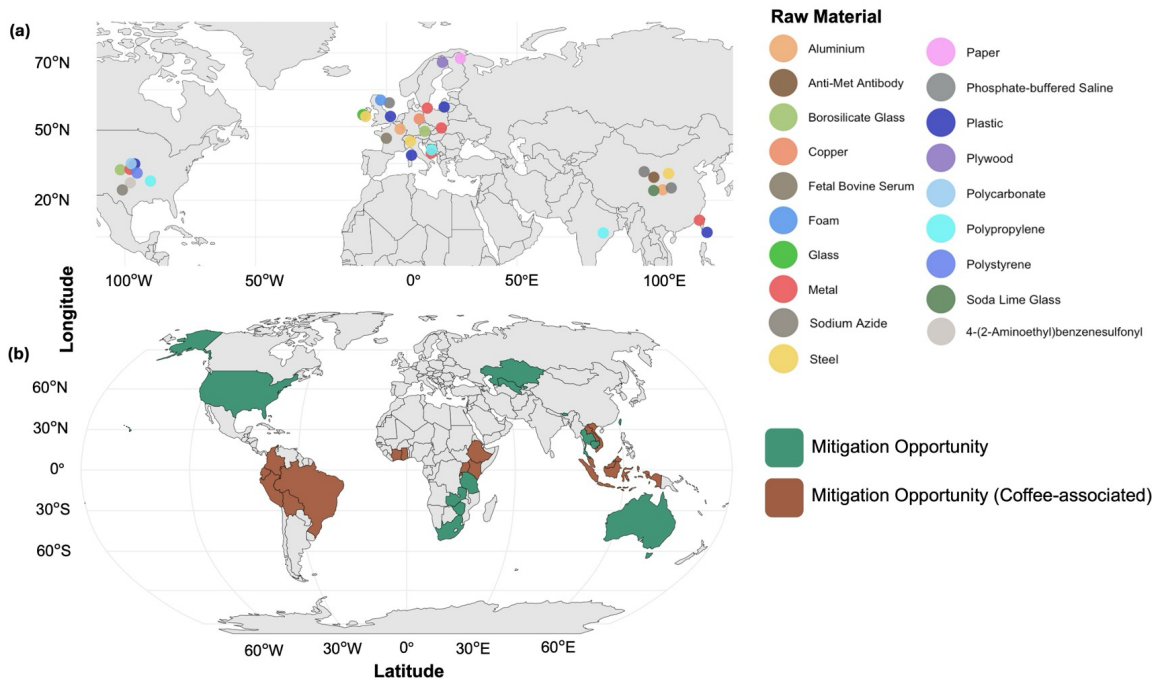 (a)
70°N
50°N
20°N
100°W
50°W
0°
50°E
100°E
Longitude
(b)
60°N
30°N
0°
30°S
60°S
60°W
30°W
0°
30°E
60°E
Latitude
Raw Material
Aluminium
Anti-Met Antibody
Borosilicate Glass
Copper
Fetal Bovine Serum
Foam
Glass
Metal
Sodium Azide
Steel
Paper
Phosphate-buffered Saline
Plastic
Plywood
Polycarbonate
Polypropylene
Polystyrene
Soda Lime Glass
4-(2-Aminoethyl)benzenesulfonyl
Mitigation Opportunity
Mitigation Opportunity (Coffee-associated)